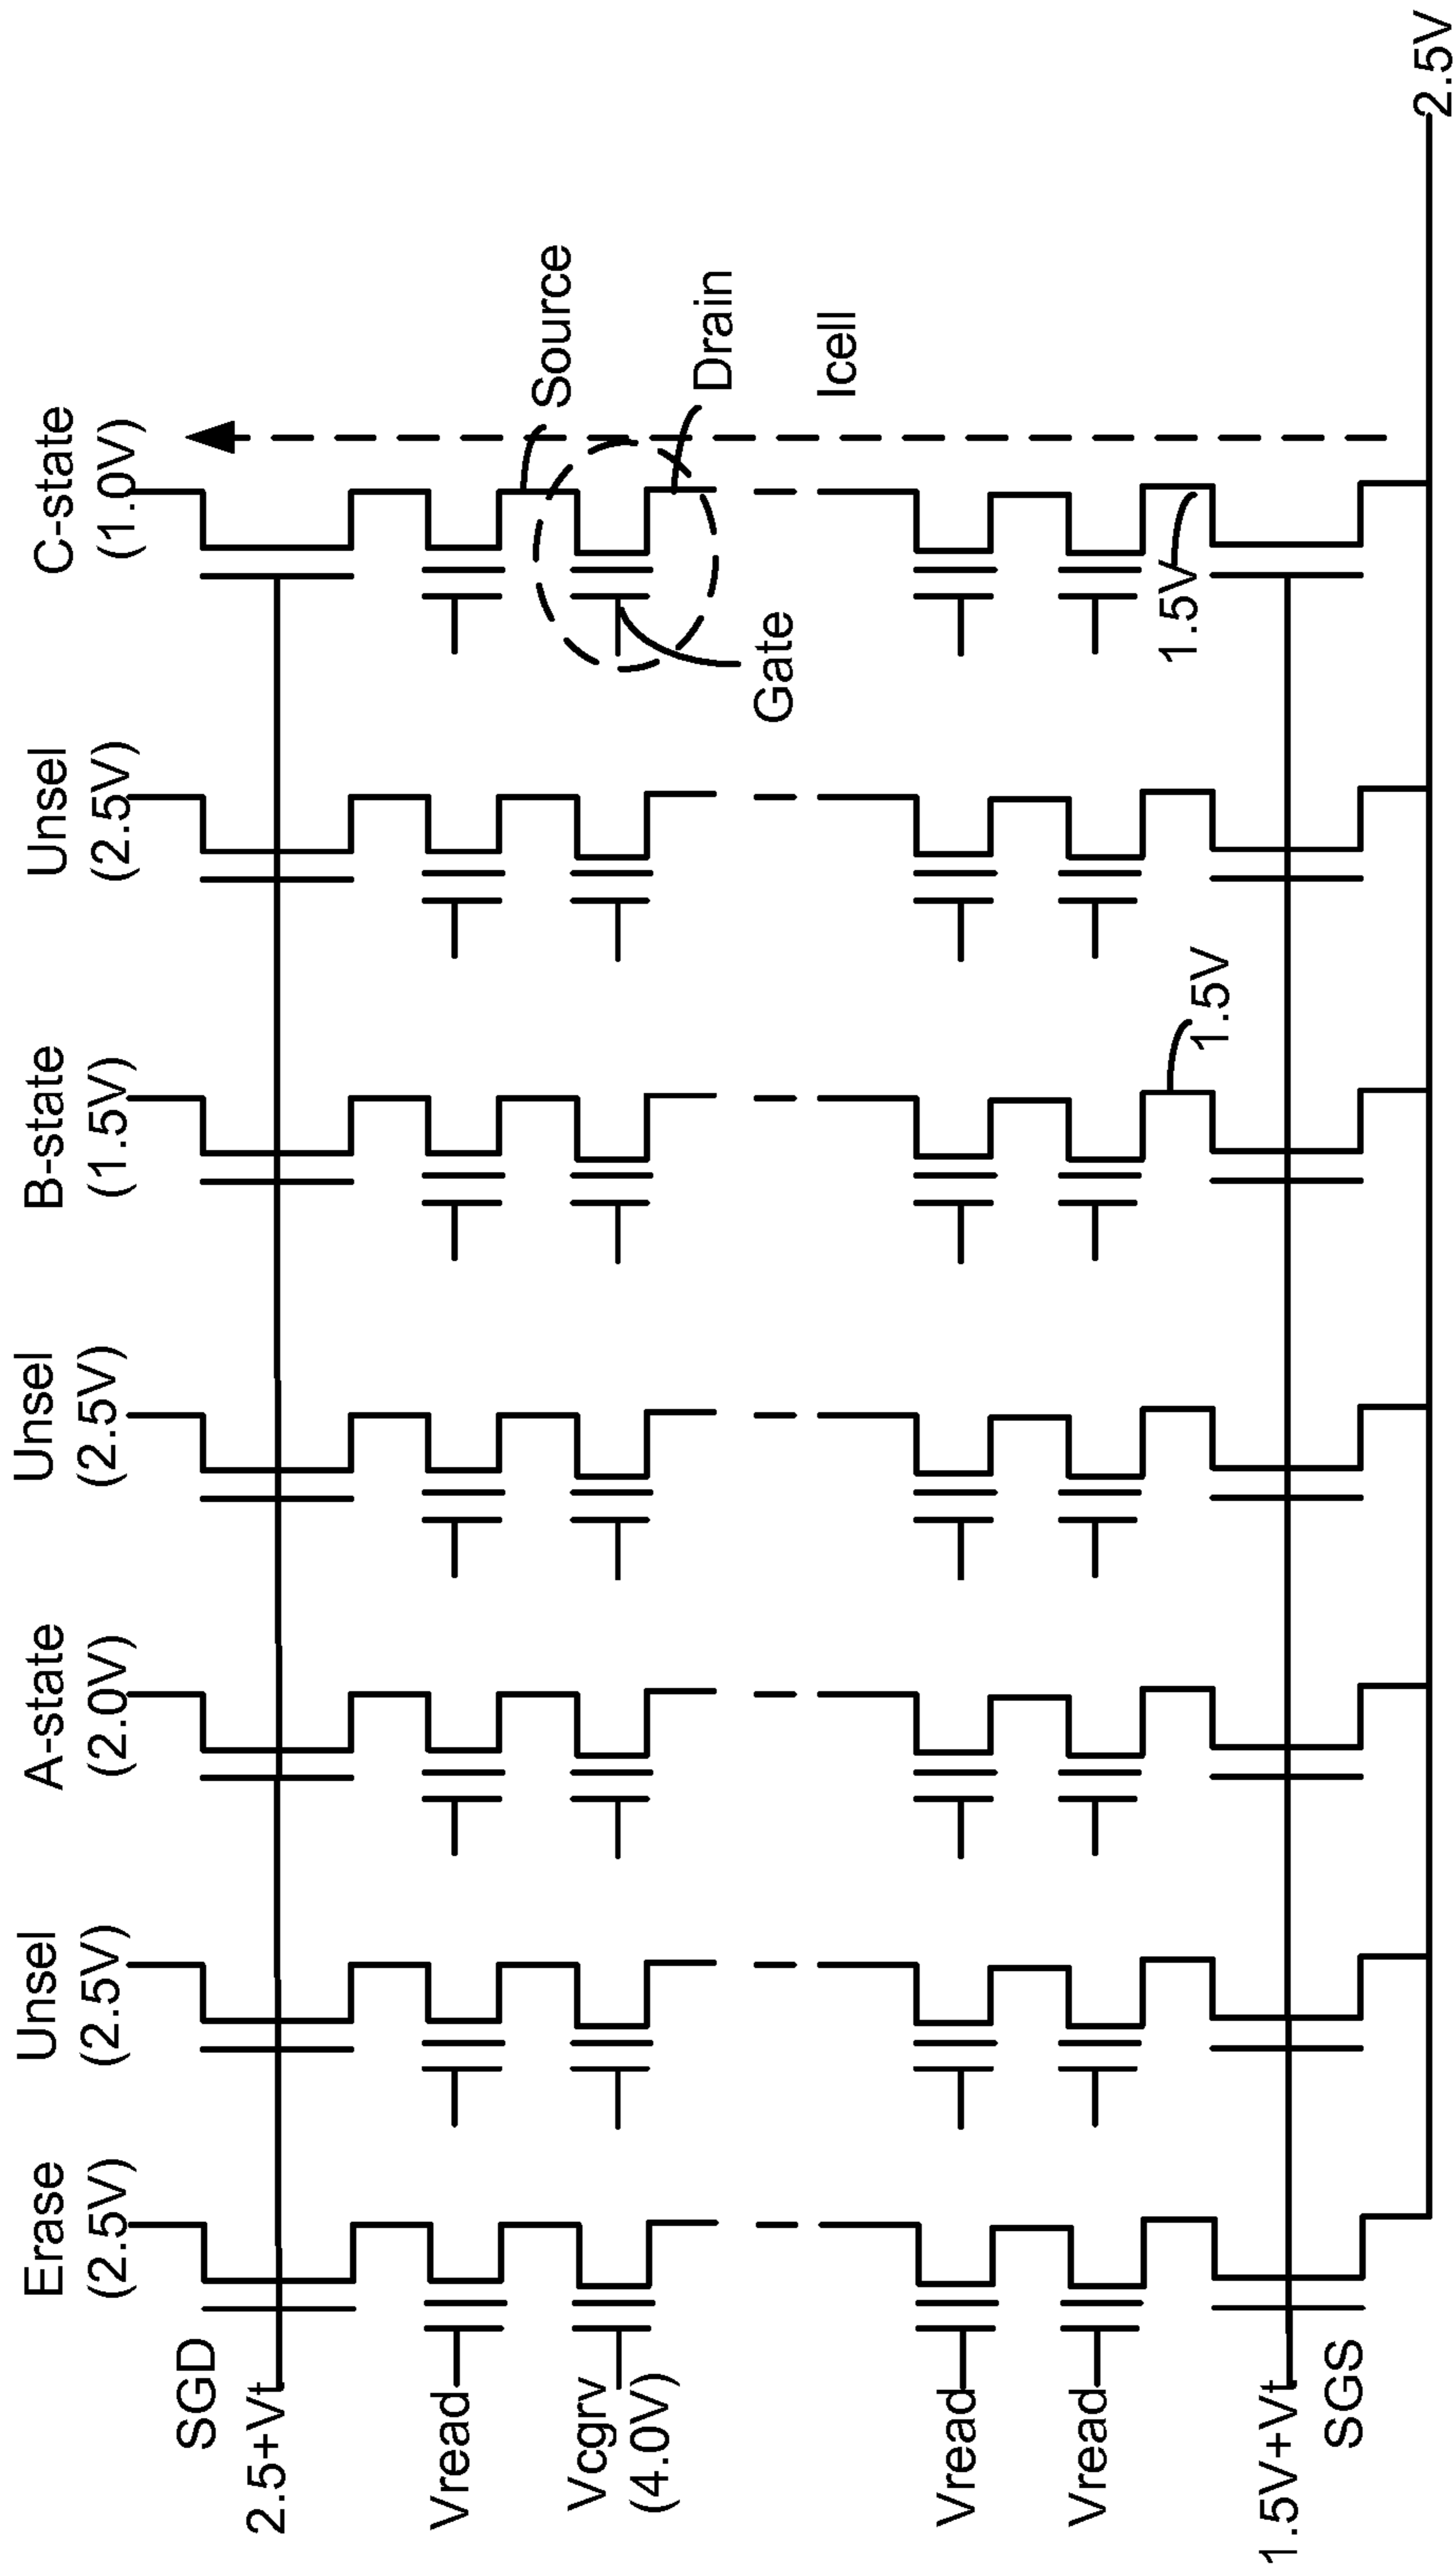 Erase
(2.5V)
Unsel
(2.5V)
A-state
(2.0V)
Unsel
(2.5V)
B-state
(1.5V)
Unsel
(2.5V)
C-state
(1.0V)
SGD
2.5+Vt
Vread
Vcgrv
(4.0V)
Source
Gate
Drain
Icell
Vread
Vread
1.5V
1.5V
1.5V+Vt
SGS
2.5V